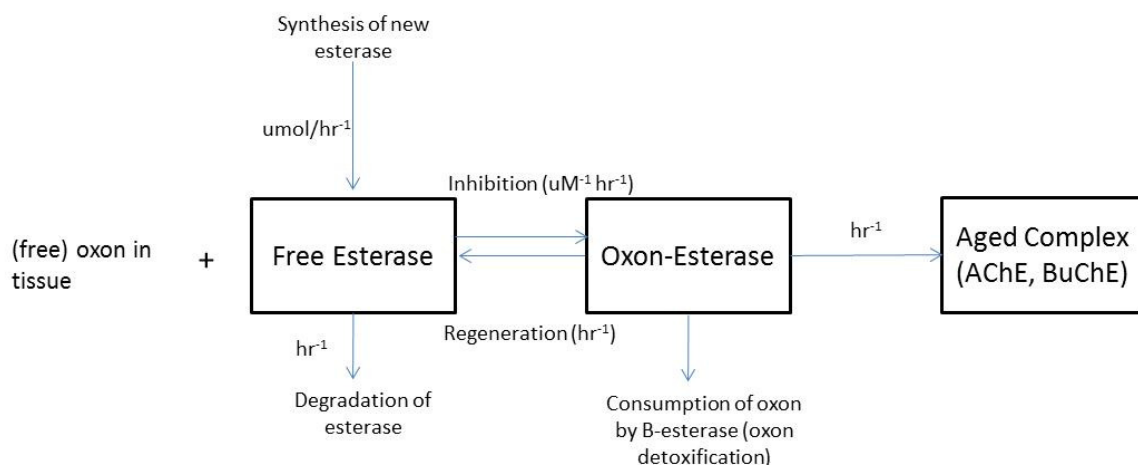 Synthesis of new
esterase
umol/hr⁻¹
Inhibition (uM⁻¹ hr⁻¹)
(free) oxon in
tissue
+
Free Esterase
Oxon-Esterase
hr⁻¹
Aged Complex
(AChE, BuChE)
Regeneration (hr⁻¹)
hr⁻¹
Degradation of
esterase
Consumption of oxon
by B-esterase (oxon
detoxification)